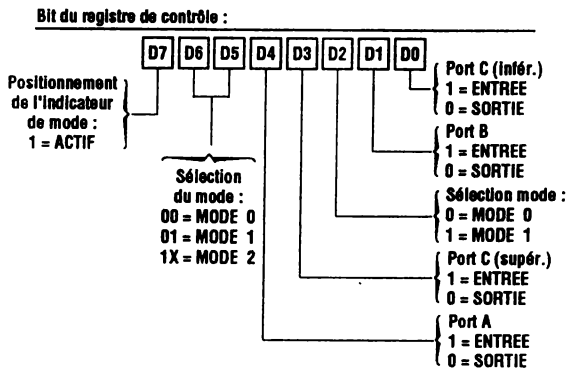 Bit du registre de contrôle :
D7 D6 D5 D4 D3 D2 D1 D0
Positionnement
de l'indicateur
de mode :
1 = ACTIF
Sélection
du mode :
00 = MODE 0
01 = MODE 1
1X = MODE 2
Port C (infér.)
1 = ENTREE
0 = SORTIE
Port B
1 = ENTREE
0 = SORTIE
Sélection mode :
0 = MODE 0
1 = MODE 1
Port C (supér.)
1 = ENTREE
0 = SORTIE
Port A
1 = ENTREE
0 = SORTIE